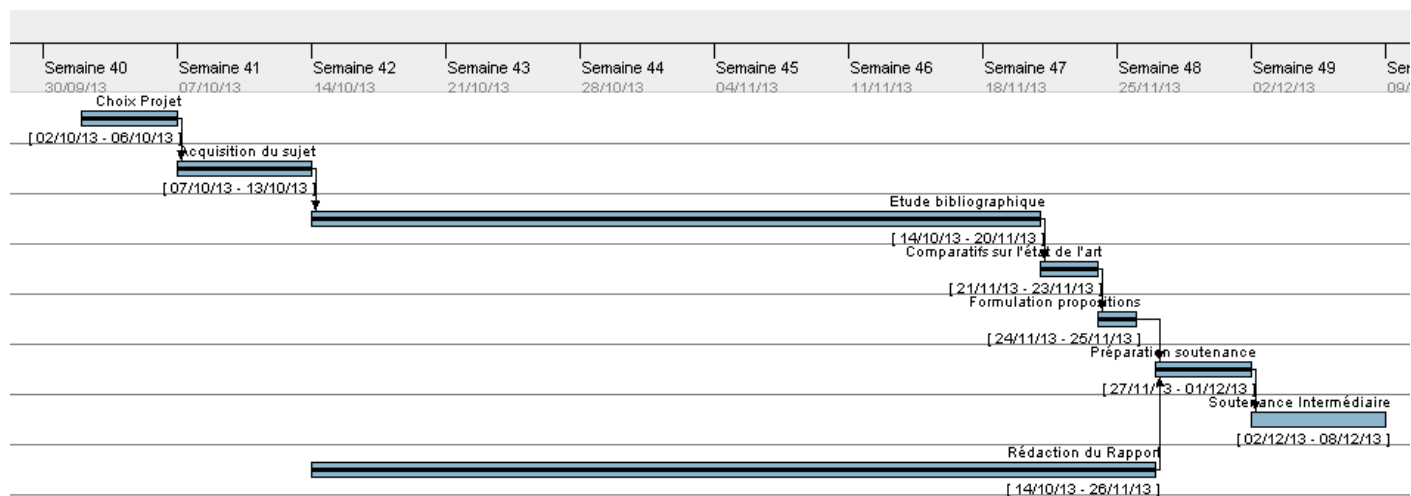 Semaine 40 Semaine 41 Semaine 42 Semaine 43 Semaine 44 Semaine 45 Semaine 46 Semaine 47 Semaine 48 Semaine 49 Ser
30/09/13 07/10/13 14/10/13 21/10/13 28/10/13 04/11/13 11/11/13 18/11/13 25/11/13 02/12/13 09/
Choix Projet
[ 02/10/13 - 06/10/13 ]
Acquisition du sujet
[ 07/10/13 - 13/10/13 ]
Etude bibliographique
[ 14/10/13 - 20/11/13 ]
Comparatifs sur l'état de l'art
[ 21/11/13 - 23/11/13 ]
Formulation propositions
[ 24/11/13 - 25/11/13 ]
Préparation soutenance
[ 27/11/13 - 01/12/13 ]
Soutenance Intermédiaire
[ 02/12/13 - 08/12/13 ]
Rédaction du Rapport
[ 14/10/13 - 26/11/13 ]